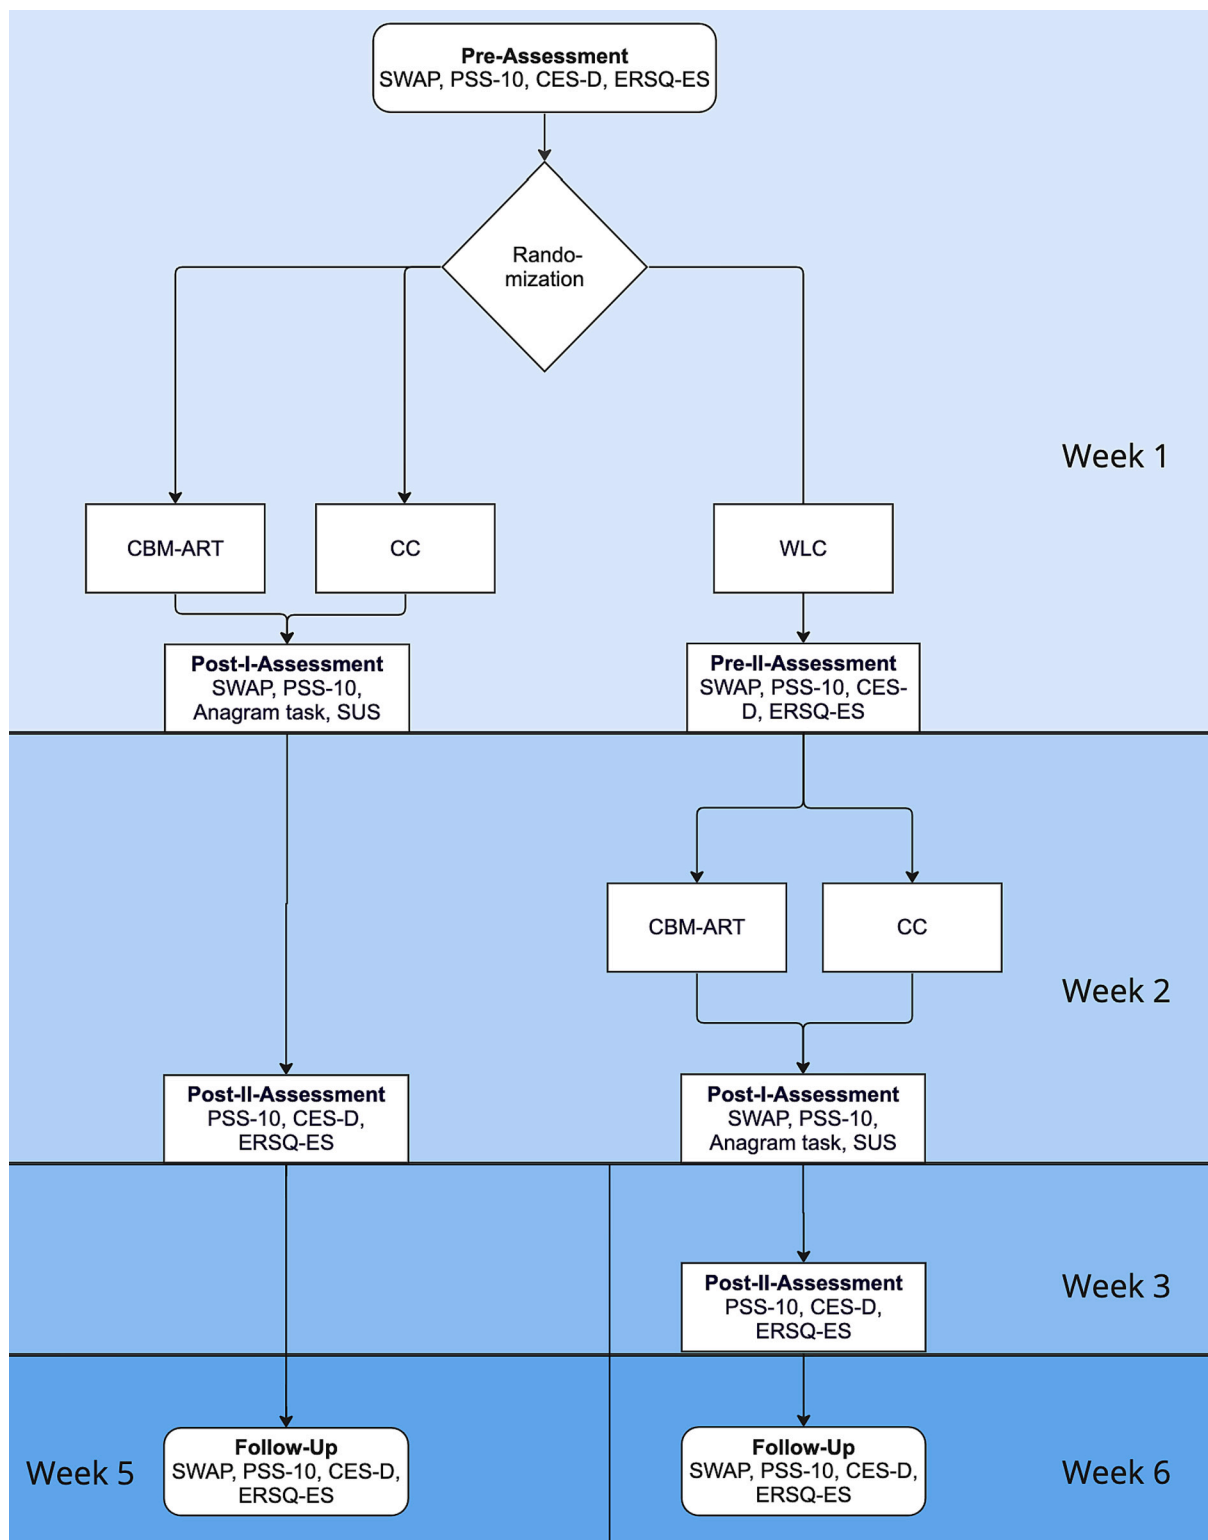 Pre-Assessment
SWAP, PSS-10, CES-D, ERSQ-ES
Rando-
mization
Week 1
CBM-ART
CC
WLC
Post-I-Assessment
SWAP, PSS-10,
Anagram task, SUS
Pre-II-Assessment
SWAP, PSS-10, CES-
D, ERSQ-ES
CBM-ART
CC
Week 2
Post-II-Assessment
PSS-10, CES-D,
ERSQ-ES
Post-I-Assessment
SWAP, PSS-10,
Anagram task, SUS
Post-II-Assessment
PSS-10, CES-D,
ERSQ-ES
Week 3
Week 5
Follow-Up
SWAP, PSS-10, CES-D,
ERSQ-ES
Follow-Up
SWAP, PSS-10, CES-D,
ERSQ-ES
Week 6